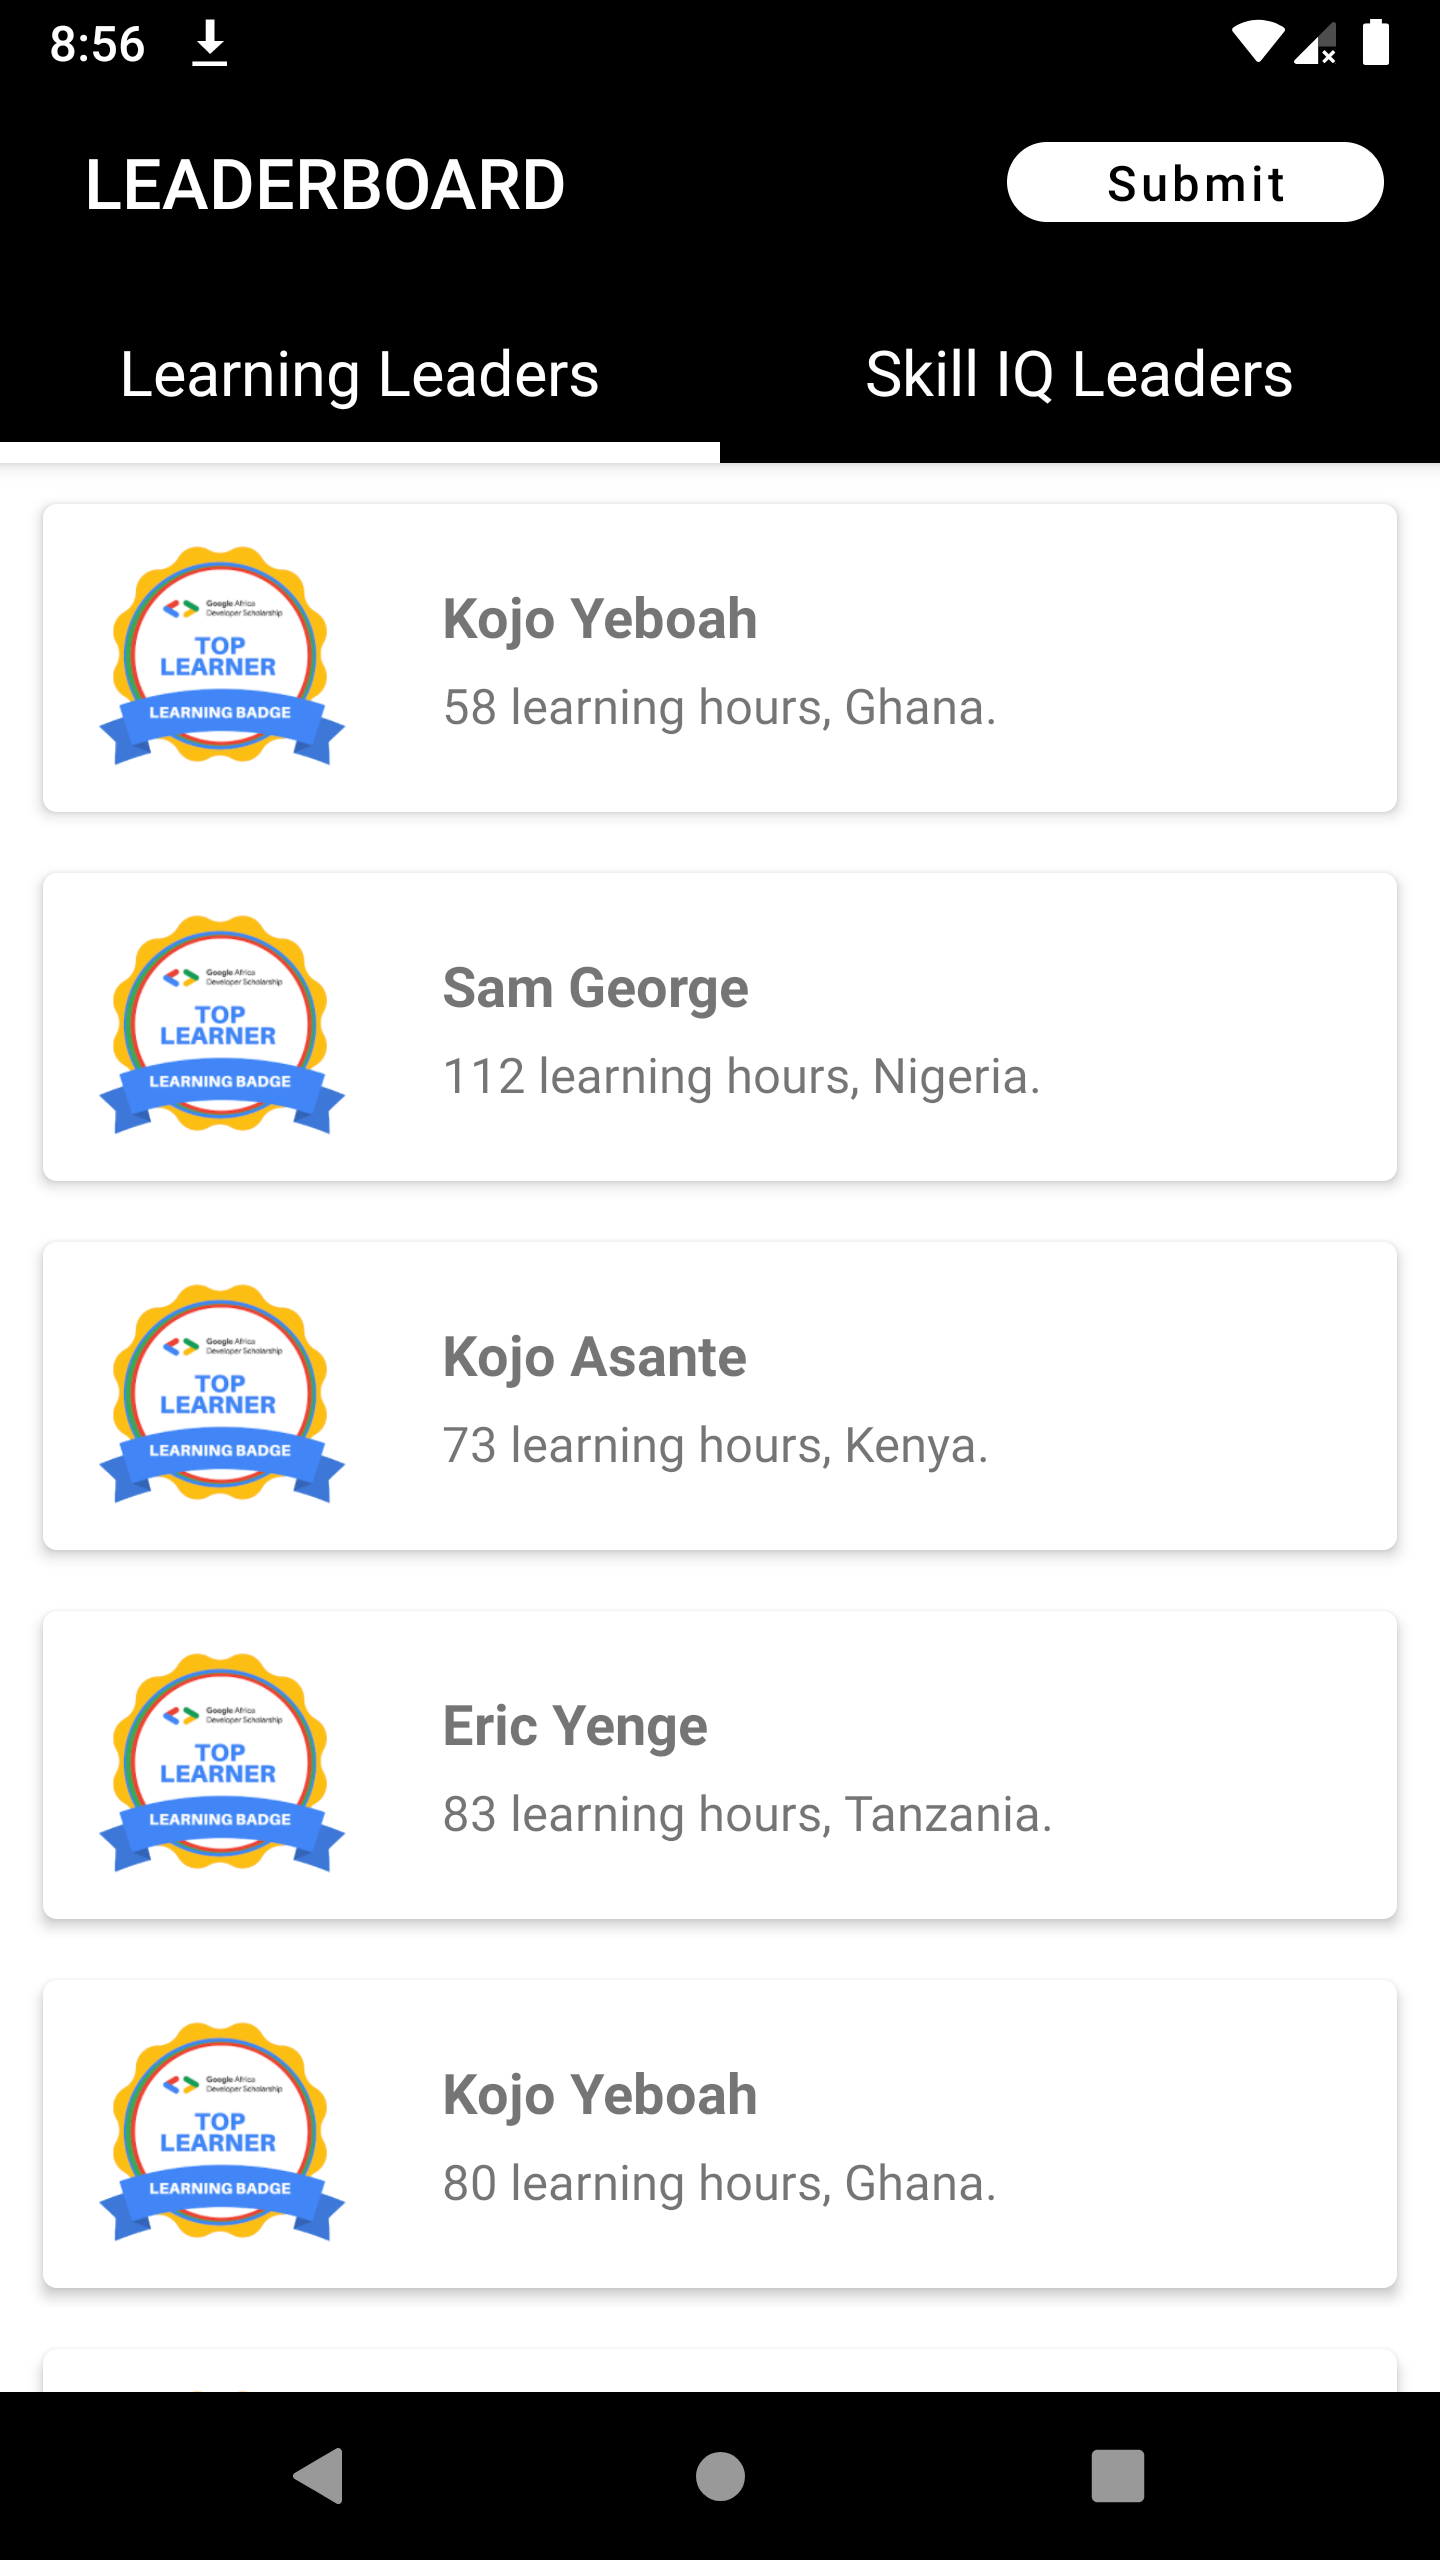 8:56
LEADERBOARD
Submit
Learning Leaders
Skill IQ Leaders
Google Africa
Developer Scholarship
TOP
LEARNER
LEARNING BADGE
Kojo Yeboah
58 learning hours, Ghana.
Google Africa
Developer Scholarship
TOP
LEARNER
LEARNING BADGE
Sam George
112 learning hours, Nigeria.
Google Africa
Developer Scholarship
TOP
LEARNER
LEARNING BADGE
Kojo Asante
73 learning hours, Kenya.
Google Africa
Developer Scholarship
TOP
LEARNER
LEARNING BADGE
Eric Yenge
83 learning hours, Tanzania.
Google Africa
Developer Scholarship
TOP
LEARNER
LEARNING BADGE
Kojo Yeboah
80 learning hours, Ghana.